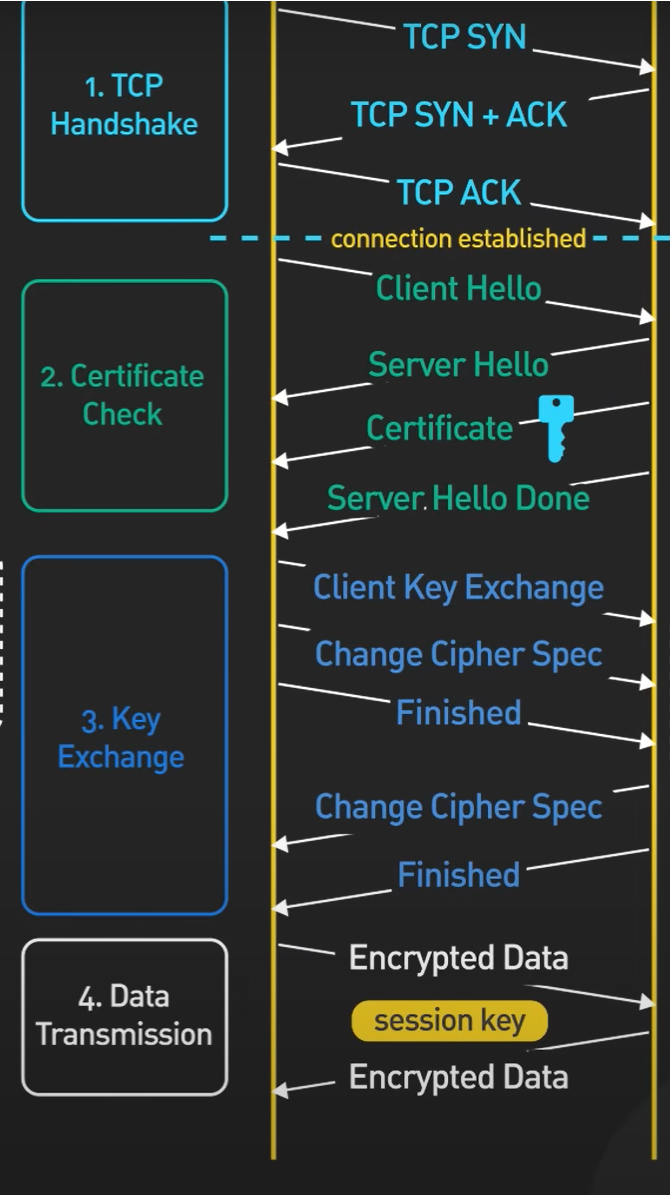 1. TCP
Handshake
TCP SYN
TCP SYN + ACK
TCP ACK
connection established
2. Certificate
Check
Client Hello
Server Hello
Certificate
Server Hello Done
3. Key
Exchange
Client Key Exchange
Change Cipher Spec
Finished
Change Cipher Spec
Finished
4. Data
Transmission
Encrypted Data
session key
Encrypted Data